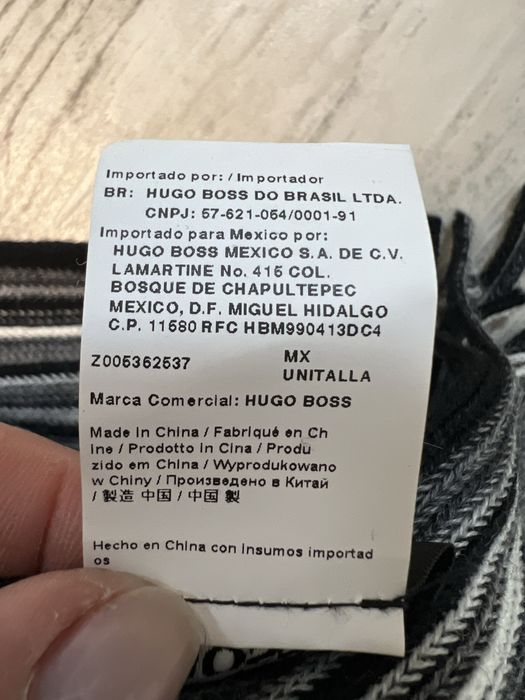 Importado por: / Importador
BR: HUGO BOSS DO BRASIL LTDA.
CNPJ: 57-621-054/0001-91
Importado para Mexico por:
HUGO BOSS MEXICO S.A. DE C.V.
LAMARTINE No. 415 COL.
BOSQUE DE CHAPULTEPEC
MEXICO, D.F. MIGUEL HIDALGO
C.P. 11580 RFC HBM990413DC4
Z005362537 MX
UNITALLA
Marca Comercial: HUGO BOSS
Made in China / Fabriqué en Ch
ine / Prodotto in Cina / Produ
zido em China / Wyprodukowano
w Chiny / Произведено в Китай
/ 製造 中国 / 中国 製
Hecho en China con insumos importad
os